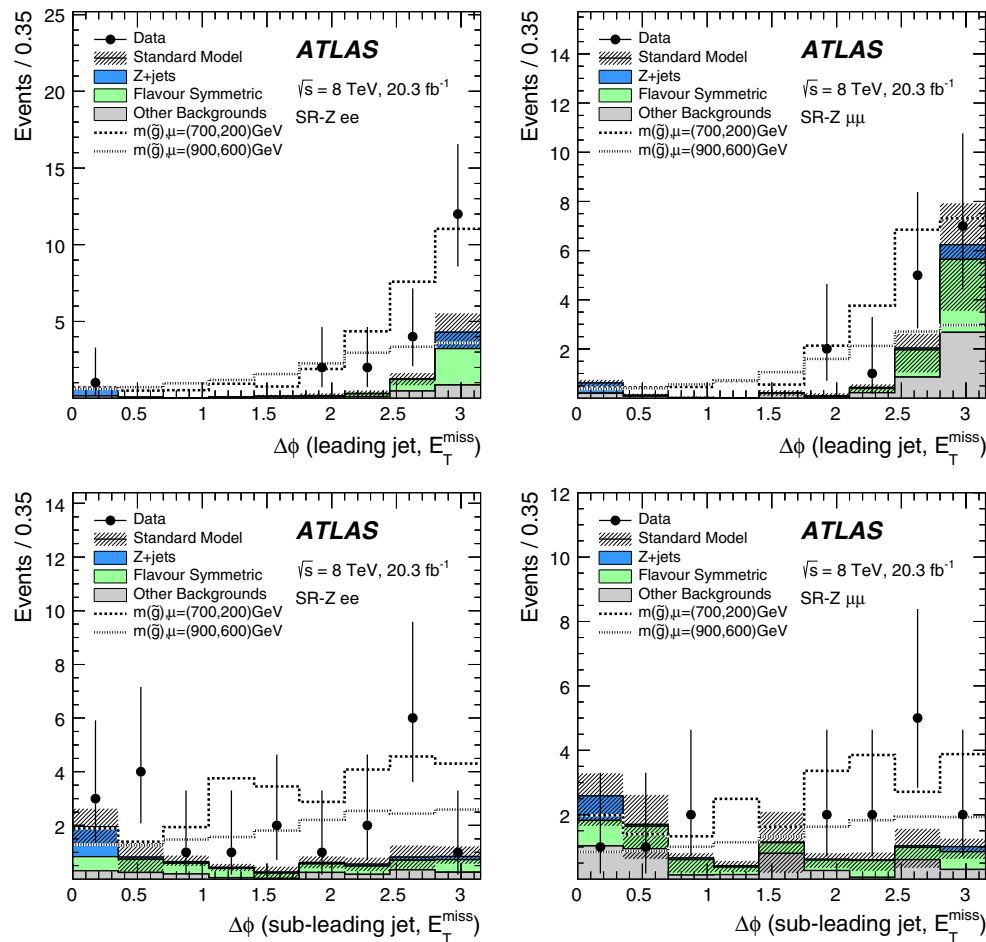 Events / 0.35
25
20
15
10
5
Data
Standard Model
Z+jets
Flavour Symmetric
Other Backgrounds
m(g̃),μ=(700,200)GeV
m(g̃),μ=(900,600)GeV
ATLAS
√s = 8 TeV, 20.3 fb⁻¹
SR-Z ee
0 0.5 1 1.5 2 2.5 3
Δϕ (leading jet, E_T^miss)
Events / 0.35
14
12
10
8
6
4
2
Data
Standard Model
Z+jets
Flavour Symmetric
Other Backgrounds
m(g̃),μ=(700,200)GeV
m(g̃),μ=(900,600)GeV
ATLAS
√s = 8 TeV, 20.3 fb⁻¹
SR-Z μμ
0 0.5 1 1.5 2 2.5 3
Δϕ (leading jet, E_T^miss)
Events / 0.35
14
12
10
8
6
4
2
Data
Standard Model
Z+jets
Flavour Symmetric
Other Backgrounds
m(g̃),μ=(700,200)GeV
m(g̃),μ=(900,600)GeV
ATLAS
√s = 8 TeV, 20.3 fb⁻¹
SR-Z ee
0 0.5 1 1.5 2 2.5 3
Δϕ (sub-leading jet, E_T^miss)
Events / 0.35
12
10
8
6
4
2
Data
Standard Model
Z+jets
Flavour Symmetric
Other Backgrounds
m(g̃),μ=(700,200)GeV
m(g̃),μ=(900,600)GeV
ATLAS
√s = 8 TeV, 20.3 fb⁻¹
SR-Z μμ
0 0.5 1 1.5 2 2.5 3
Δϕ (sub-leading jet, E_T^miss)